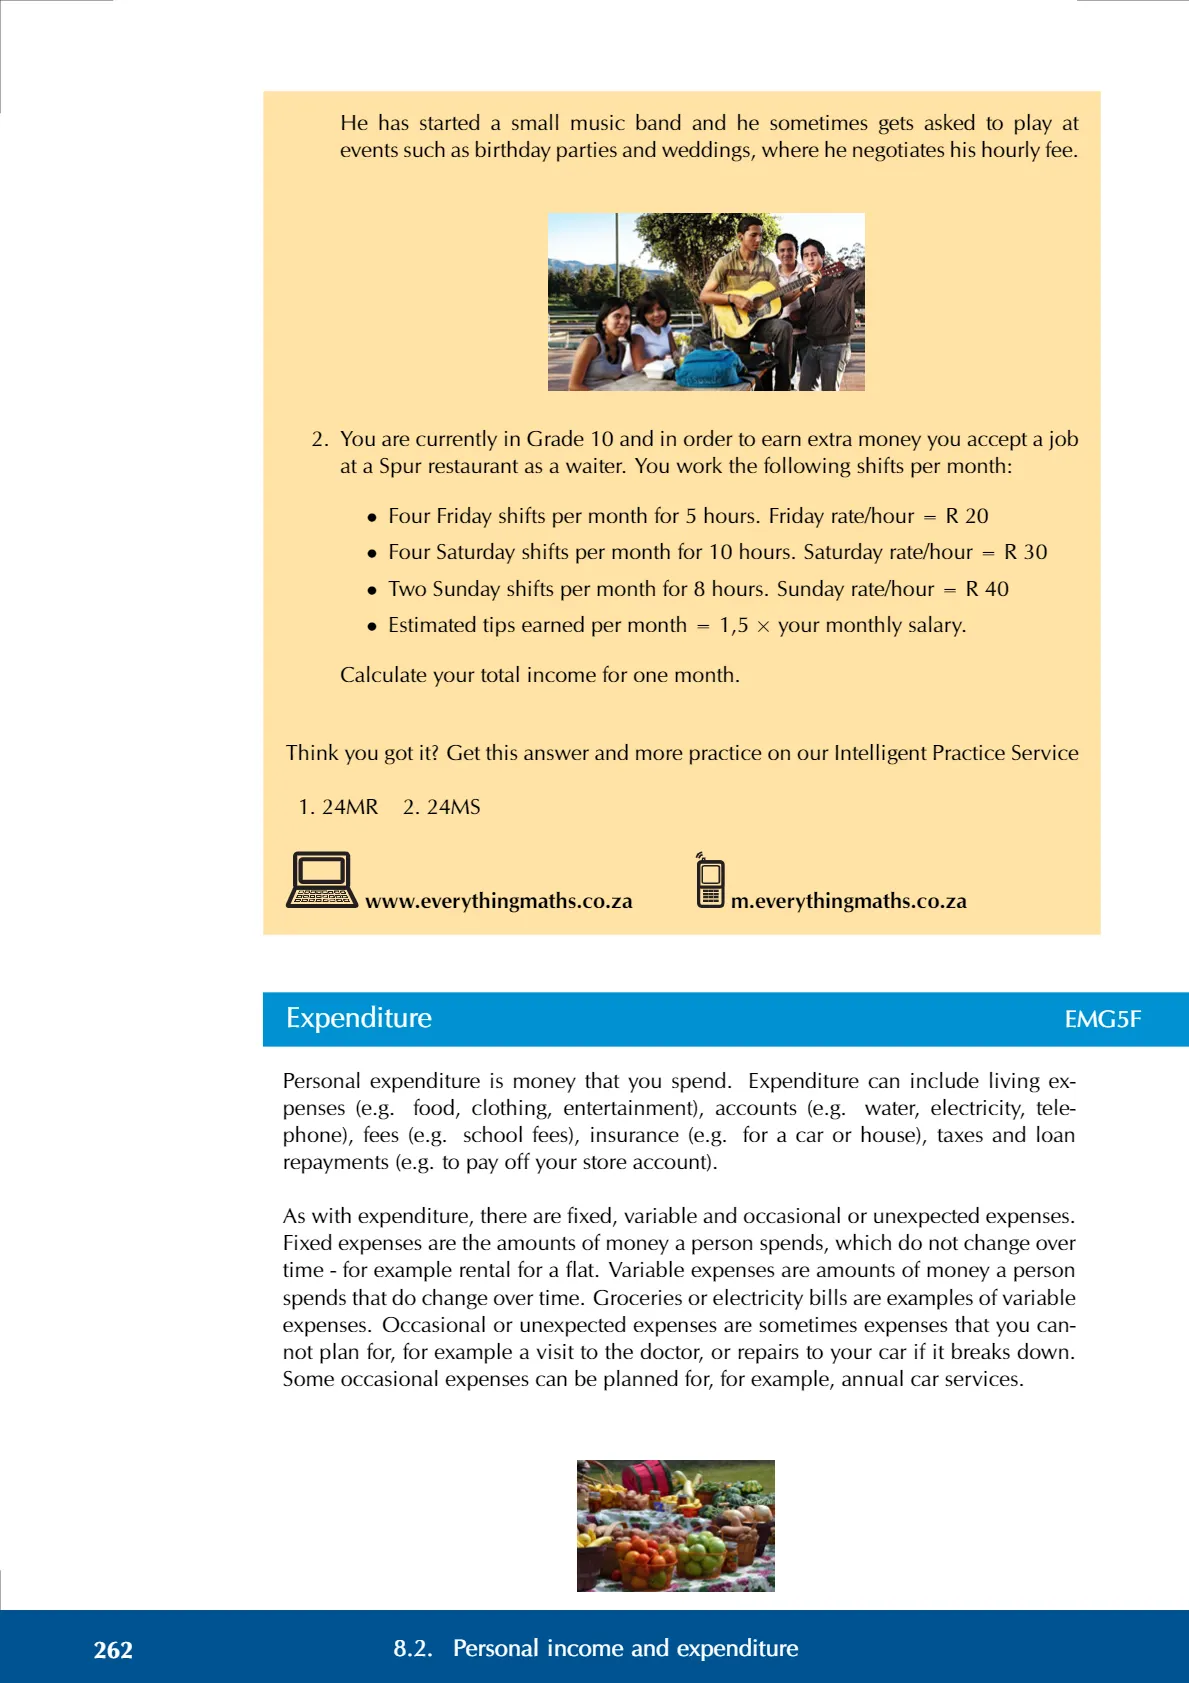 He has started a small music band and he sometimes gets asked to play at
events such as birthday parties and weddings, where he negotiates his hourly fee.
2. You are currently in Grade 10 and in order to earn extra money you accept a job
at a Spur restaurant as a waiter. You work the following shifts per month:
• Four Friday shifts per month for 5 hours. Friday rate/hour = R 20
• Four Saturday shifts per month for 10 hours. Saturday rate/hour = R 30
• Two Sunday shifts per month for 8 hours. Sunday rate/hour = R 40
• Estimated tips earned per month = 1,5 × your monthly salary.
Calculate your total income for one month.
Think you got it? Get this answer and more practice on our Intelligent Practice Service
1. 24MR 2. 24MS
www.everythingmaths.co.za m.everythingmaths.co.za
Expenditure EMG5F
Personal expenditure is money that you spend. Expenditure can include living ex-
penses (e.g. food, clothing, entertainment), accounts (e.g. water, electricity, tele-
phone), fees (e.g. school fees), insurance (e.g. for a car or house), taxes and loan
repayments (e.g. to pay off your store account).
As with expenditure, there are fixed, variable and occasional or unexpected expenses.
Fixed expenses are the amounts of money a person spends, which do not change over
time - for example rental for a flat. Variable expenses are amounts of money a person
spends that do change over time. Groceries or electricity bills are examples of variable
expenses. Occasional or unexpected expenses are sometimes expenses that you can-
not plan for, for example a visit to the doctor, or repairs to your car if it breaks down.
Some occasional expenses can be planned for, for example, annual car services.
262 8.2. Personal income and expenditure